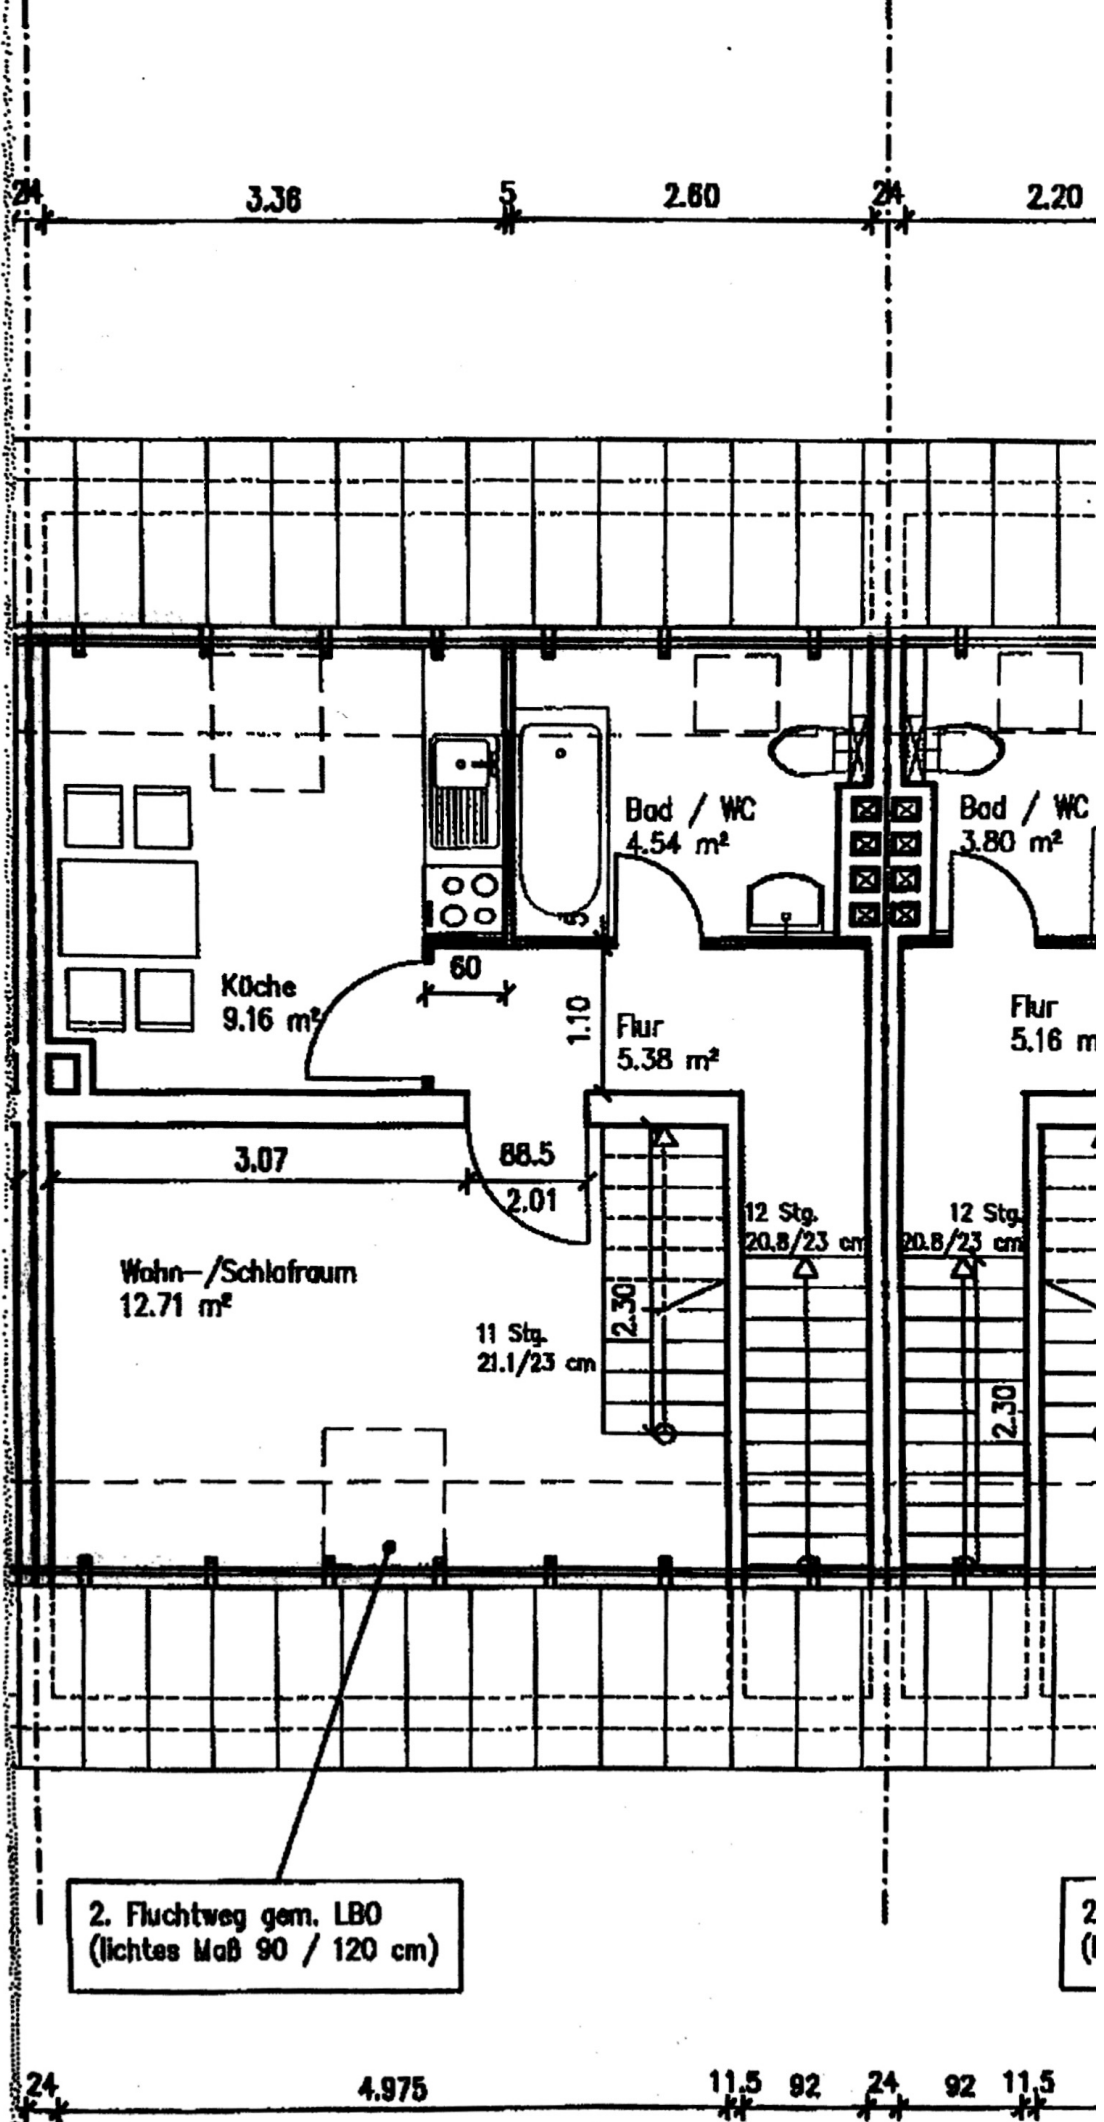 24
3.36
5
2.60
24
2.20
Bad / WC
4.54 m²
Bad / WC
3.80 m²
Küche
9.16 m²
60
1.10
Flur
5.38 m²
Flur
5.16 m
3.07
88.5
2.01
12 Stg.
20.8/23 cm
12 Stg.
20.8/23 cm
Wohn-/Schlafraum
12.71 m²
2.30
11 Stg.
21.1/23 cm
2.30
2. Fluchtweg gem. LBO
(lichtes Maß 90 / 120 cm)
2
(l
24
4.975
11.5
92
24
92
11.5